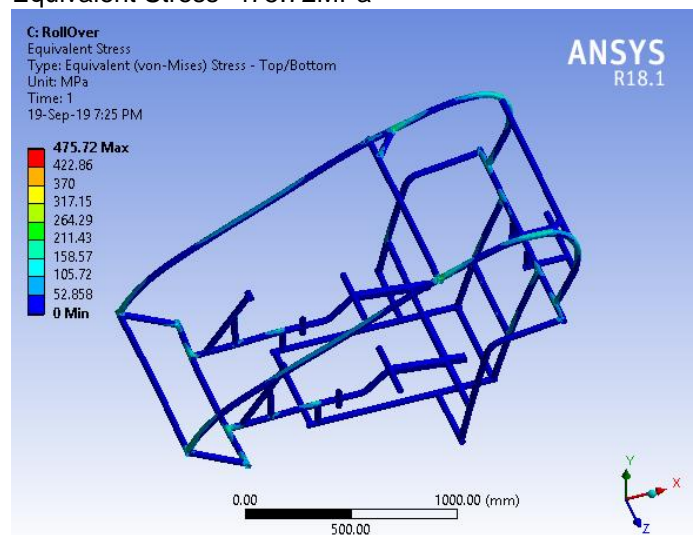 Equivalent Stress
C: RollOver
Equivalent Stress
Type: Equivalent (von-Mises) Stress - Top/Bottom
Unit: MPa
Time: 1
19-Sep-19 7:25 PM
ANSYS
R18.1
475.72 Max
422.86
370
317.15
264.29
211.43
158.57
105.72
52.858
0 Min
0.00
1000.00 (mm)
500.00
Y
X
Z